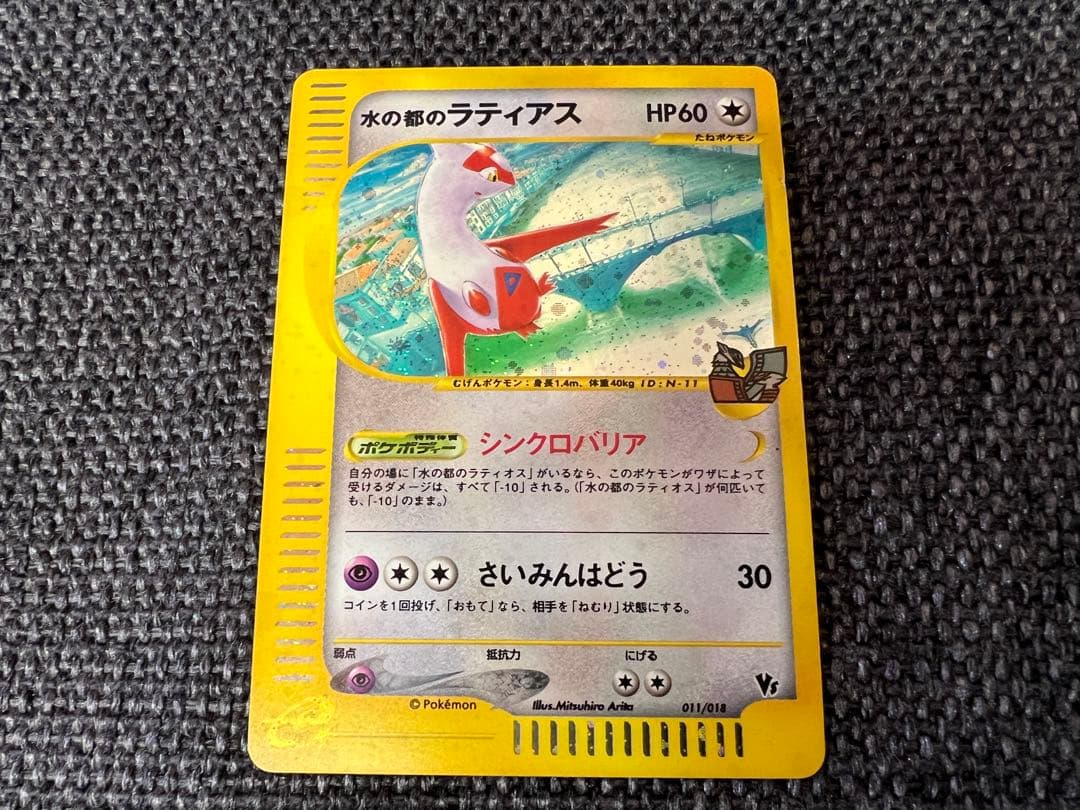 水の都のラティアス HP60
たねポケモン
むげんポケモン：身長1.4m、体重40kg ID:N-11
特殊体質
ポケボディー シンクロバリア
自分の場に「水の都のラティオス」がいるなら、このポケモンがワザによって
受けるダメージは、すべて「-10」される。（「水の都のラティオス」が何匹いて
も、「-10」のまま。）
さいみんはどう 30
コインを1回投げ、「おもて」なら、相手を「ねむり」状態にする。
弱点 抵抗力 にげる
Vs
© Pokémon Illus.Mitsuhiro Arita 011/018